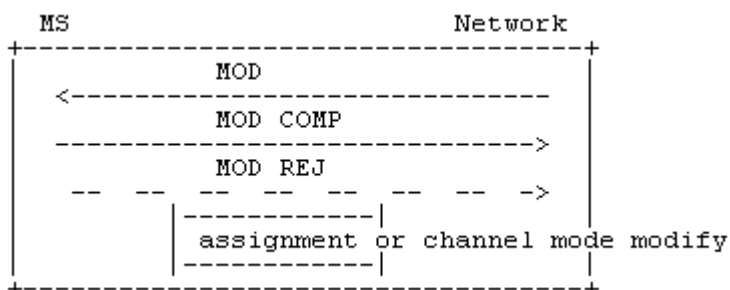 MS Network
MOD
MOD COMP
MOD REJ
assignment or channel mode modify